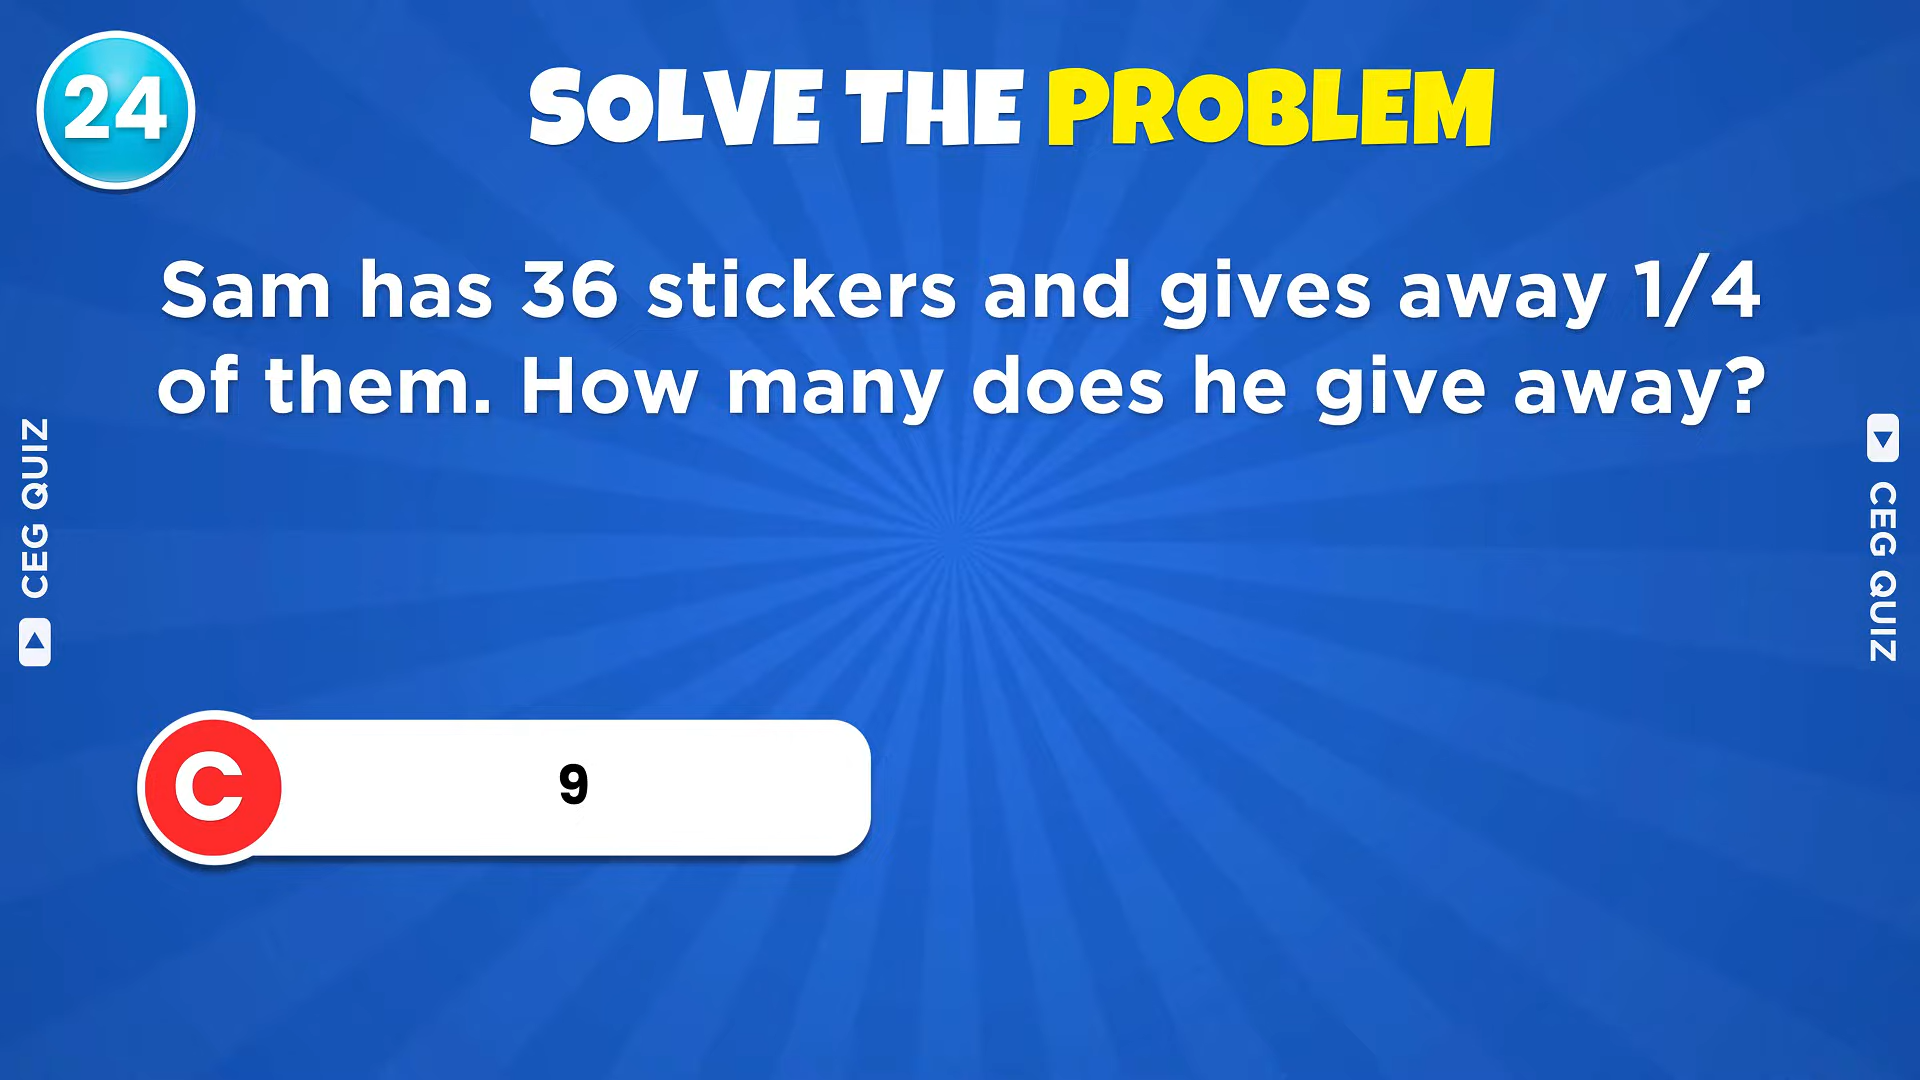 24
SOLVE THE PROBLEM
Sam has 36 stickers and gives away 1/4
of them. How many does he give away?
CEG QUIZ
CEG QUIZ
C
9